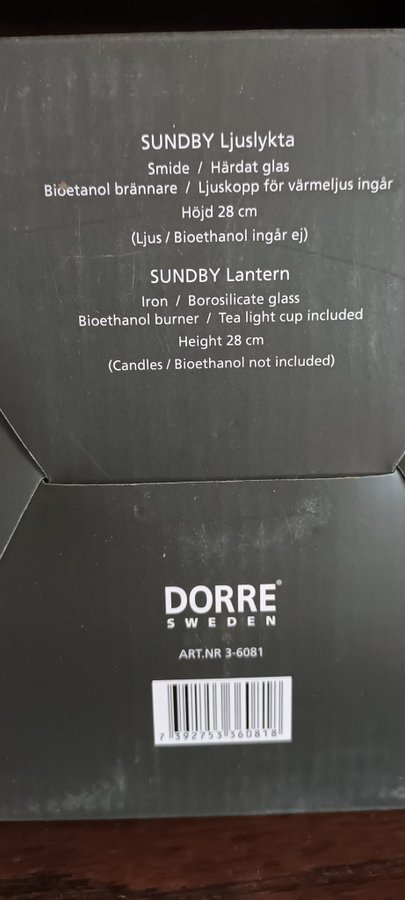 SUNDBY Ljuslykta
Smide / Härdat glas
Bioetanol brännare / Ljuskopp för värmeljus ingår
Höjd 28 cm
(Ljus / Bioethanol ingår ej)
SUNDBY Lantern
Iron / Borosilicate glass
Bioethanol burner / Tea light cup included
Height 28 cm
(Candles / Bioethanol not included)
DORRE®
SWEDEN
ART.NR 3-6081
7 392753 360818